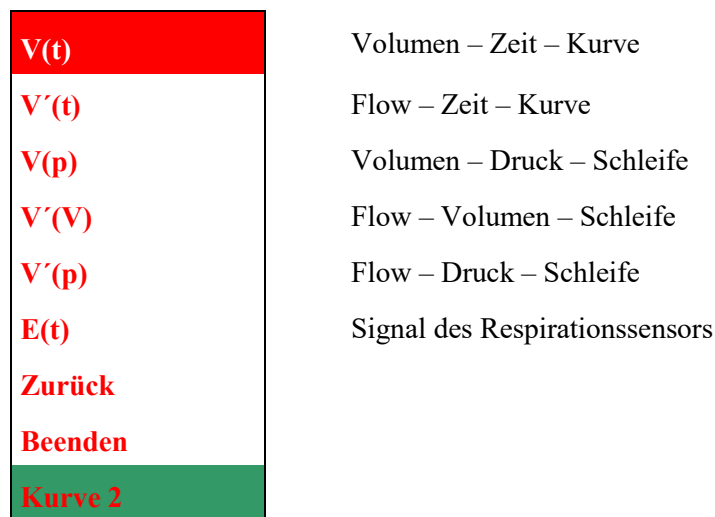 V(t) Volumen – Zeit – Kurve
V´(t) Flow – Zeit – Kurve
V(p) Volumen – Druck – Schleife
V´(V) Flow – Volumen – Schleife
V´(p) Flow – Druck – Schleife
E(t) Signal des Respirationssensors
Zurück
Beenden
Kurve 2